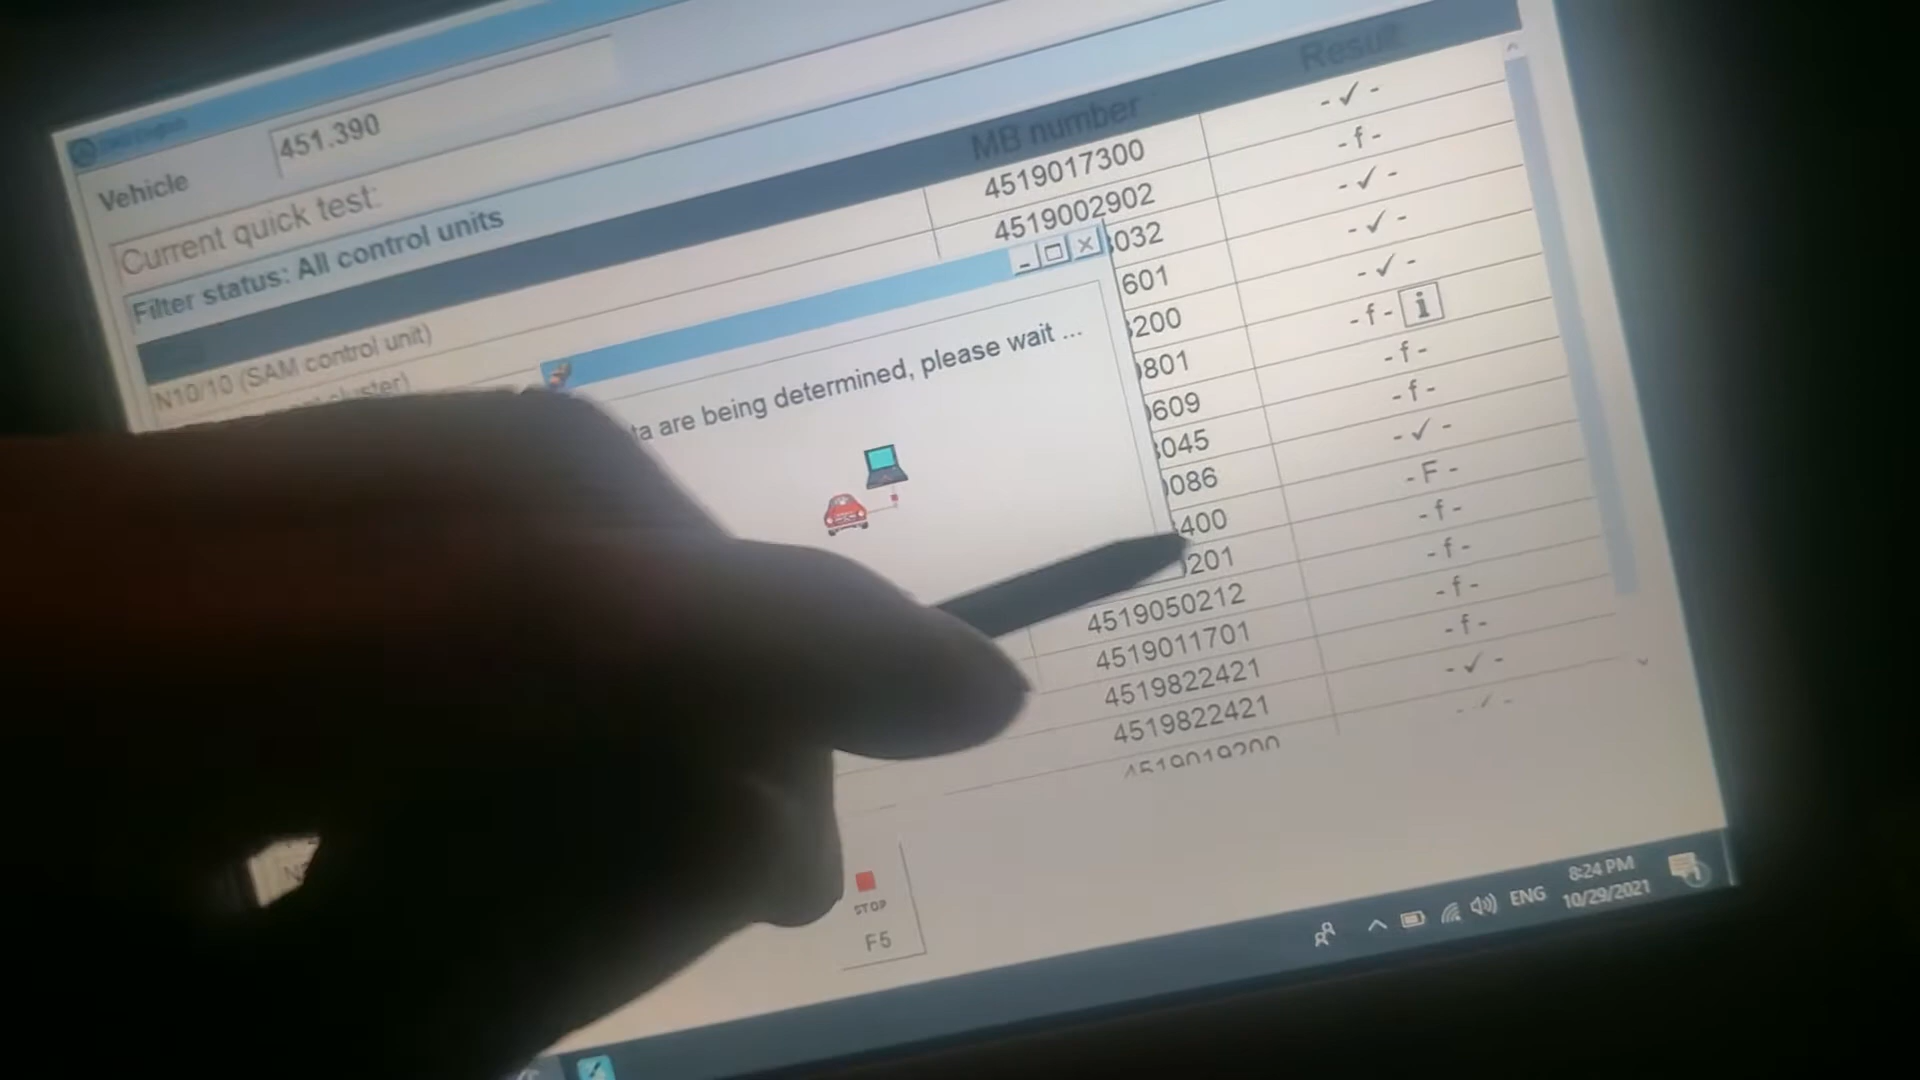 Vehicle 451.390
Current quick test:
Filter status: All control units
MB number Result
N10/10 (SAM control unit) 4519017300 - ✓ -
cluster) 4519002902 - f -
032 - ✓ -
601 - ✓ -
200 - ✓ -
801 - f - i
609 - f -
045 - f -
086 - ✓ -
400 - F -
201 - f -
4519050212 - f -
4519011701 - f -
4519822421 - f -
4519822421 - ✓ -
4519019200 - ✓ -
ta are being determined, please wait ...
STOP
F5
ENG
8:24 PM
10/29/2021